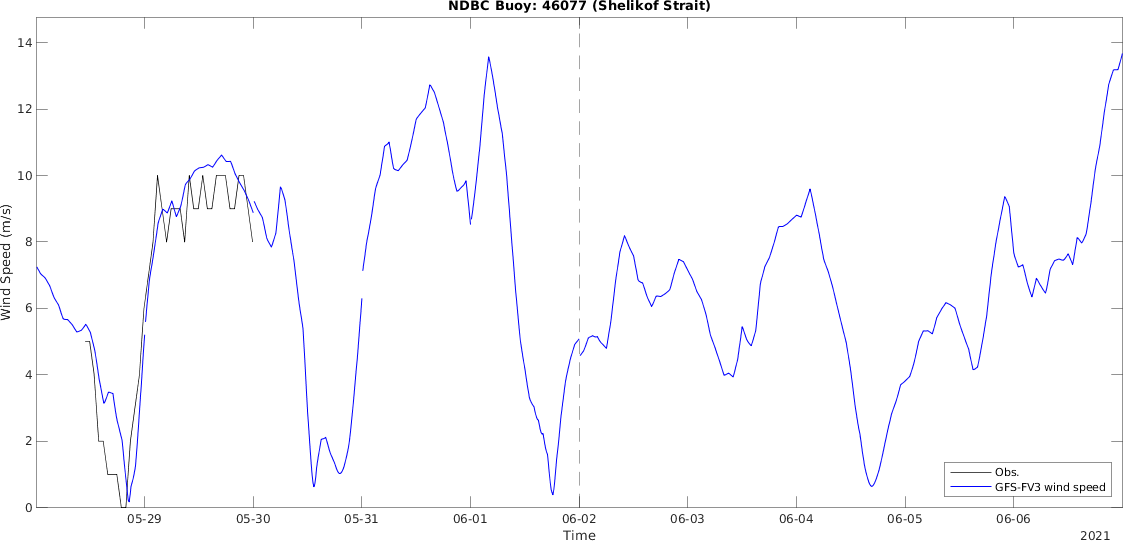 NDBC Buoy: 46077 (Shelikof Strait)
Wind Speed (m/s)
14
12
10
8
6
4
2
0
Obs.
GFS-FV3 wind speed
05-29 05-30 05-31 06-01 06-02 06-03 06-04 06-05 06-06
Time
2021